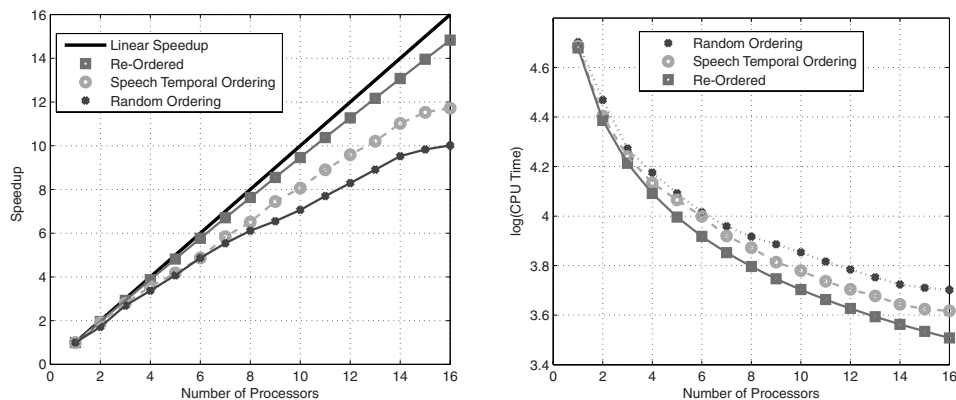 16
14
12
10
8
6
4
2
0
Speedup
Linear Speedup
Re-Ordered
Speech Temporal Ordering
Random Ordering
0 2 4 6 8 10 12 14 16
Number of Processors
4.6
4.4
4.2
4
3.8
3.6
3.4
log(CPU Time)
Random Ordering
Speech Temporal Ordering
Re-Ordered
0 2 4 6 8 10 12 14 16
Number of Processors